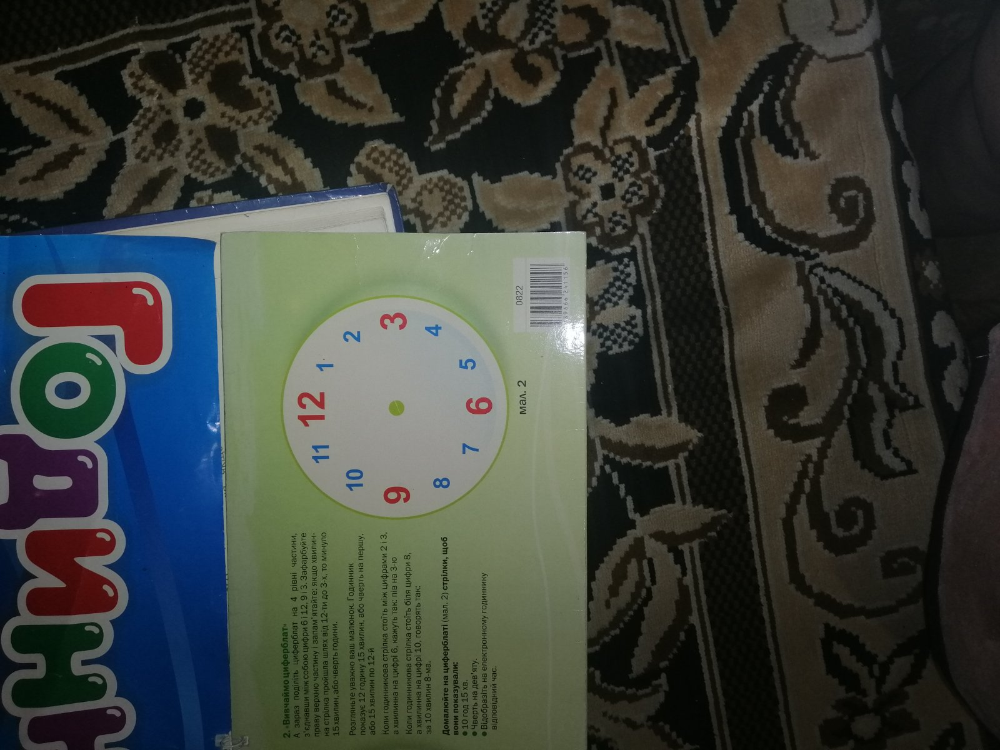 ГОДИН
2. «Вивчаймо циферблат»
А зараз поділіть циферблат на 4 рівні частини,
з'єднавши між собою цифри 6 і 12, 9 і 3. Зафарбуйте
праву верхню частину і запам'ятайте: якщо хвилин-
на стрілка пройшла шлях від 12-ти до 3-х, то минуло
15 хвилин, або чверть години.
Розгляньте уважно ваш малюнок. Годинник
показує 12 годину 15 хвилин, або чверть на першу,
або 15 хвилин по 12-й
Коли годинникова стрілка стоїть між цифрами 2 і 3,
а хвилинна на цифрі 6, кажуть так: пів на 3-ю
Коли годинникова стрілка стоїть біля цифри 8,
а хвилинна на цифрі 10, говорять так:
за 10 хвилин 8-ма.
Домалюйте на циферблаті (мал. 2) стрілки, щоб
вони показували:
● 10 год 15 хв.
● Чверть на дев'яту.
● Відобразіть на електронному годиннику
відповідний час.
12
1
2
3
4
5
6
7
8
9
10
11
мал. 2
0822